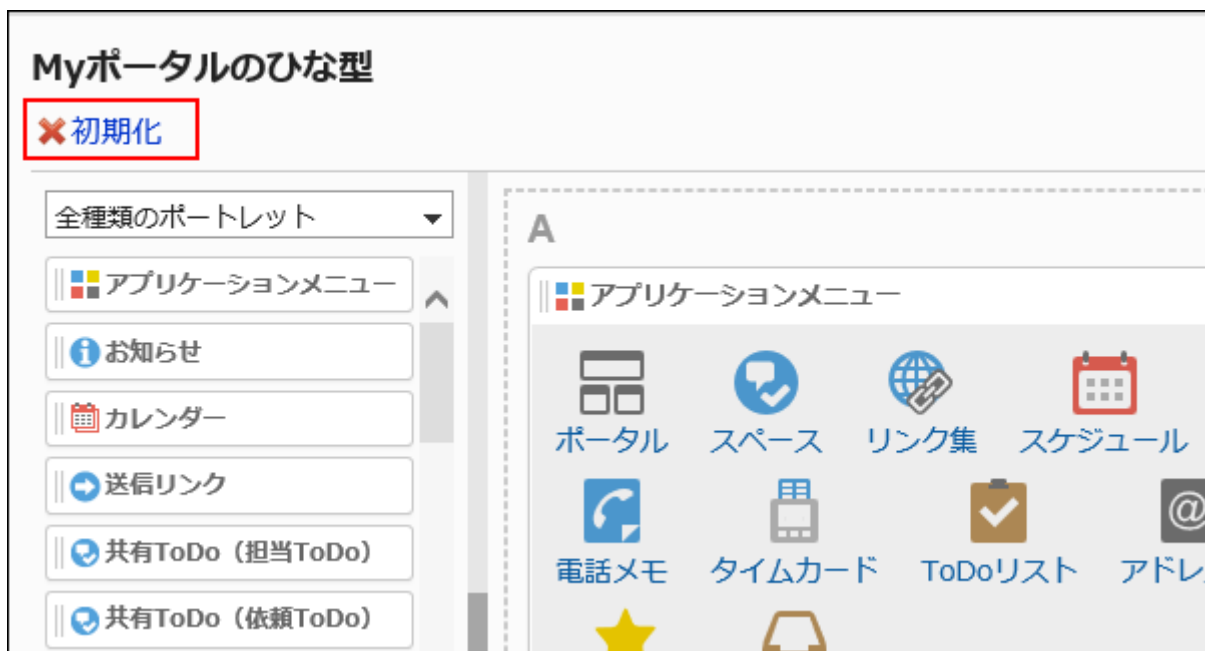 Myポータルのひな型
初期化
全種類のポートレット
アプリケーションメニュー
お知らせ
カレンダー
送信リンク
共有ToDo（担当ToDo）
共有ToDo（依頼ToDo）
A
アプリケーションメニュー
ポータル スペース リンク集 スケジュール
電話メモ タイムカード ToDoリスト アドレ